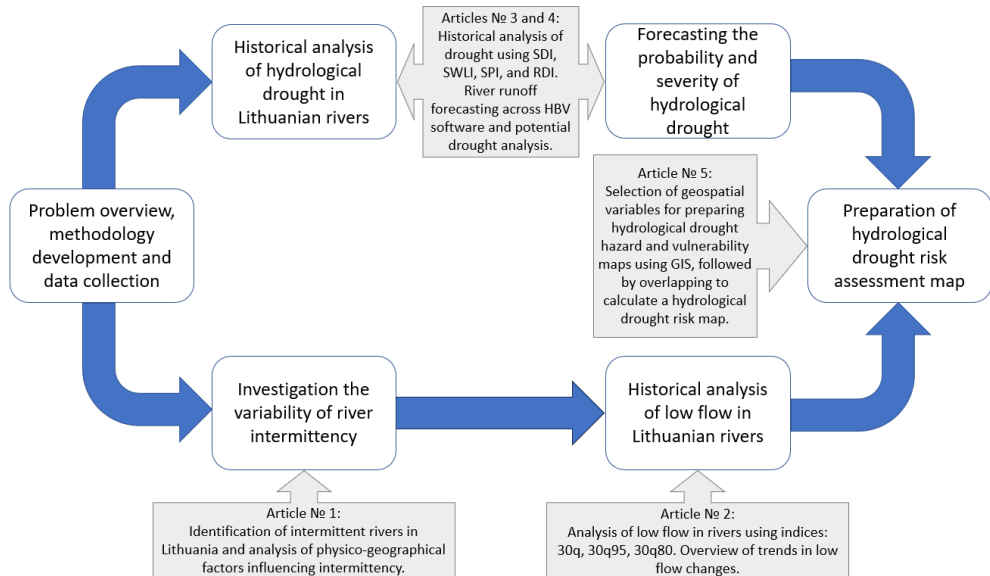 Historical analysis
of hydrological
drought in
Lithuanian rivers
Articles № 3 and 4:
Historical analysis of
drought using SDI,
SWLI, SPI, and RDI.
River runoff
forecasting across HBV
software and potential
drought analysis.
Forecasting the
probability and
severity of
hydrological
drought
Problem overview,
methodology
development and
data collection
Article № 5:
Selection of geospatial
variables for preparing
hydrological drought
hazard and vulnerability
maps using GIS, followed
by overlapping to
calculate a hydrological
drought risk map.
Preparation of
hydrological
drought risk
assessment map
Investigation the
variability of river
intermittency
Historical analysis
of low flow in
Lithuanian rivers
Article № 1:
Identification of intermittent rivers in
Lithuania and analysis of physico-geographical
factors influencing intermittency.
Article № 2:
Analysis of low flow in rivers using indices:
30q, 30q95, 30q80. Overview of trends in low
flow changes.